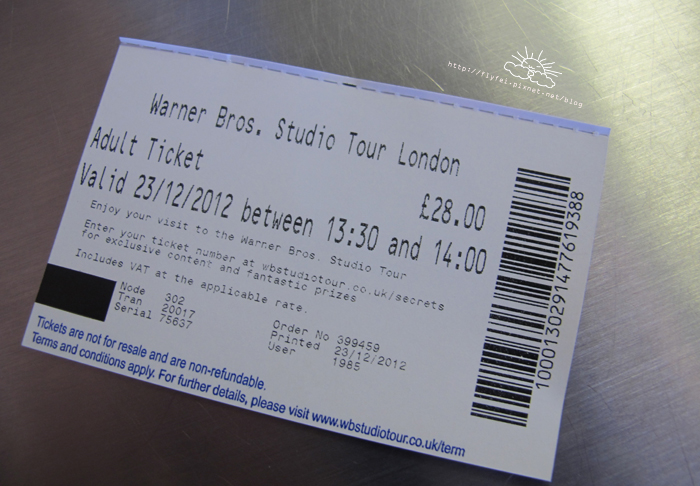 http://flyfei.pixnet.net/blog
Warner Bros. Studio Tour London
Adult Ticket
£28.00
Valid 23/12/2012 between 13:30 and 14:00
Enjoy your visit to the Warner Bros. Studio Tour
Enter your ticket number at wbstudiotour.co.uk/secrets
for exclusive content and fantastic prizes
Includes VAT at the applicable rate.
Node 302
Tran 20017
Serial 75637
Order No 399459
Printed 23/12/2012
User 1985
Tickets are not for resale and are non-refundable.
Terms and conditions apply. For further details, please visit www.wbstudiotour.co.uk/term
1000130291477619388